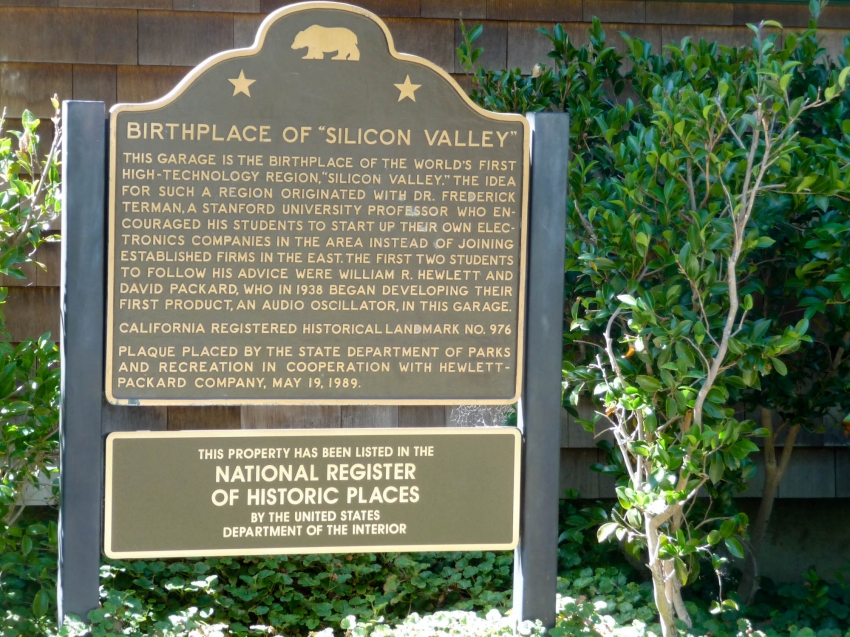 BIRTHPLACE OF "SILICON VALLEY"
THIS GARAGE IS THE BIRTHPLACE OF THE WORLD'S FIRST
HIGH-TECHNOLOGY REGION, "SILICON VALLEY." THE IDEA
FOR SUCH A REGION ORIGINATED WITH DR. FREDERICK
TERMAN, A STANFORD UNIVERSITY PROFESSOR WHO EN-
COURAGED HIS STUDENTS TO START UP THEIR OWN ELEC-
TRONICS COMPANIES IN THE AREA INSTEAD OF JOINING
ESTABLISHED FIRMS IN THE EAST. THE FIRST TWO STUDENTS
TO FOLLOW HIS ADVICE WERE WILLIAM R. HEWLETT AND
DAVID PACKARD, WHO IN 1938 BEGAN DEVELOPING THEIR
FIRST PRODUCT, AN AUDIO OSCILLATOR, IN THIS GARAGE.
CALIFORNIA REGISTERED HISTORICAL LANDMARK NO. 976
PLAQUE PLACED BY THE STATE DEPARTMENT OF PARKS
AND RECREATION IN COOPERATION WITH HEWLETT-
PACKARD COMPANY, MAY 19, 1989.
THIS PROPERTY HAS BEEN LISTED IN THE
NATIONAL REGISTER
OF HISTORIC PLACES
BY THE UNITED STATES
DEPARTMENT OF THE INTERIOR